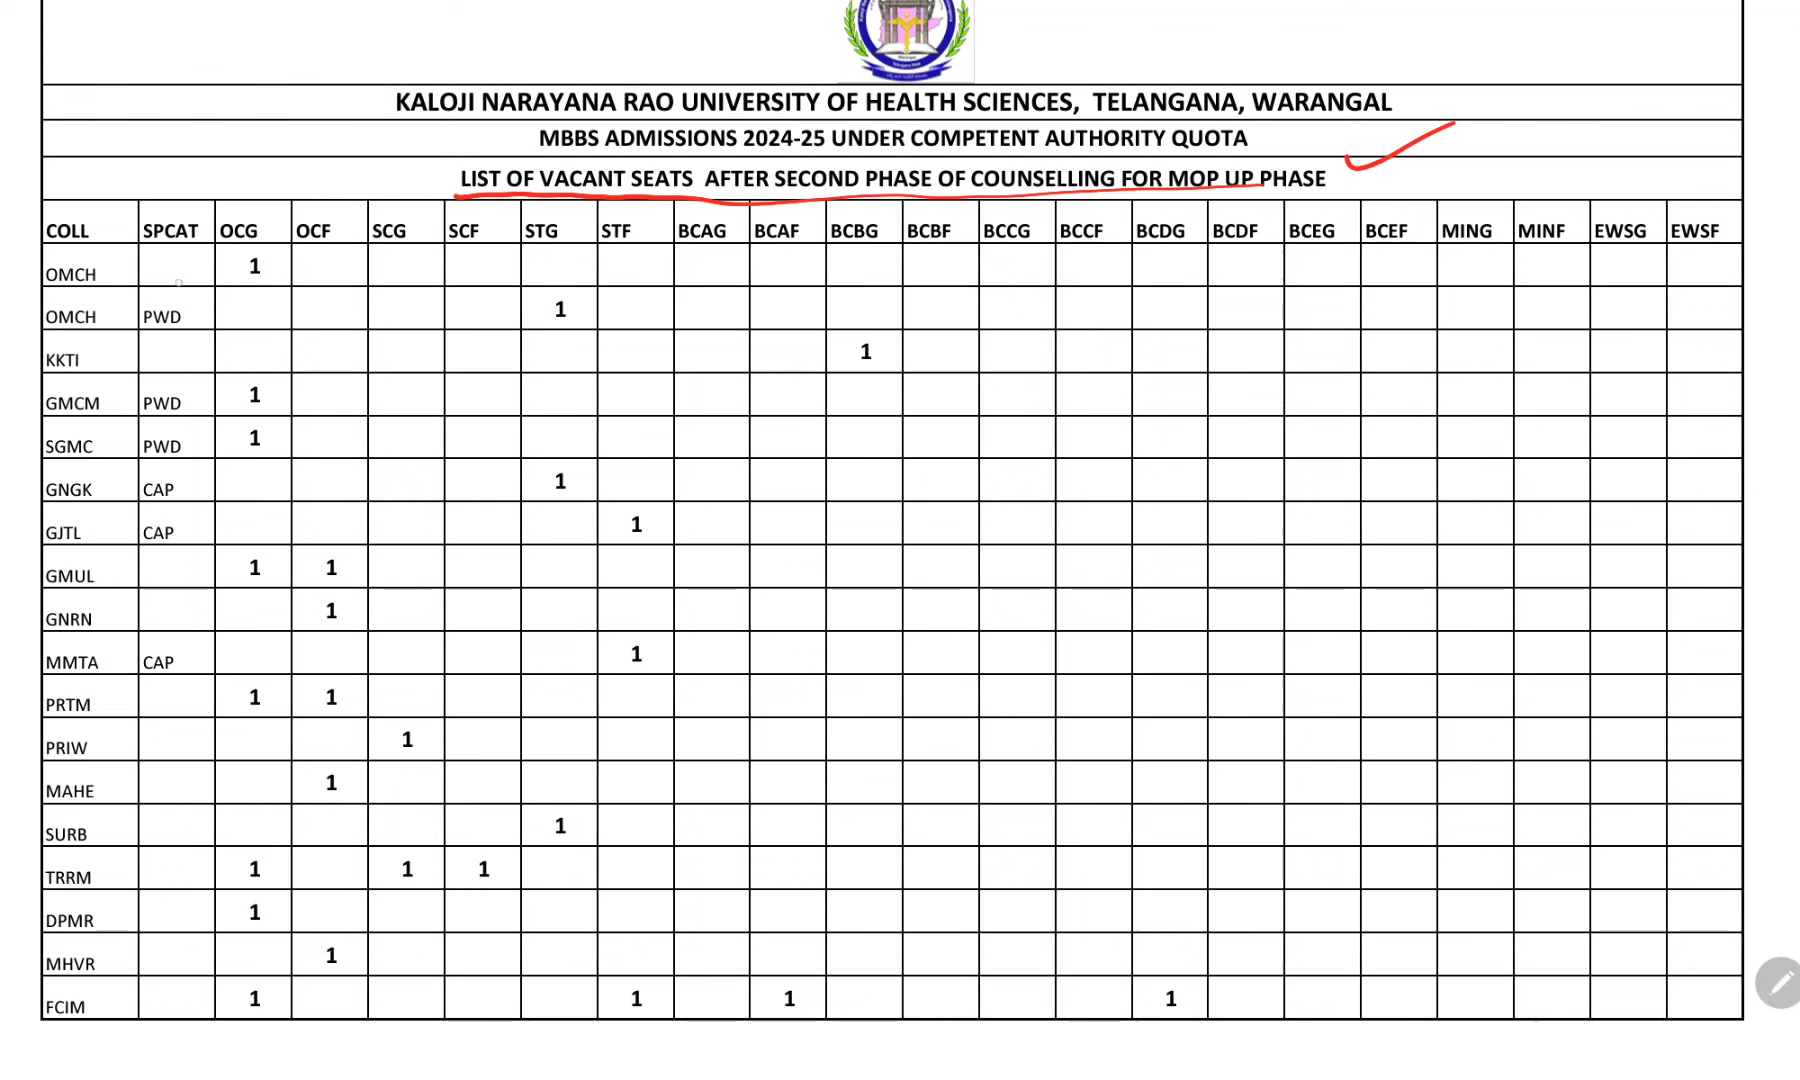 KALOJI NARAYANA RAO UNIVERSITY OF HEALTH SCIENCES, TELANGANA, WARANGAL
MBBS ADMISSIONS 2024-25 UNDER COMPETENT AUTHORITY QUOTA
LIST OF VACANT SEATS AFTER SECOND PHASE OF COUNSELLING FOR MOP UP PHASE
COLL SPCAT OCG OCF SCG SCF STG STF BCAG BCAF BCBG BCBF BCCG BCCF BCDG BCDF BCEG BCEF MING MINF EWSG EWSF
OMCH 1
OMCH PWD 1
KKTI 1
GMCM PWD 1
SGMC PWD 1
GNGK CAP 1
GJTL CAP 1
GMUL 1 1
GNRN 1
MMTA CAP 1
PRTM 1 1
PRIW 1
MAHE 1
SURB 1
TRRM 1 1 1
DPMR 1
MHVR 1
FCIM 1 1 1 1